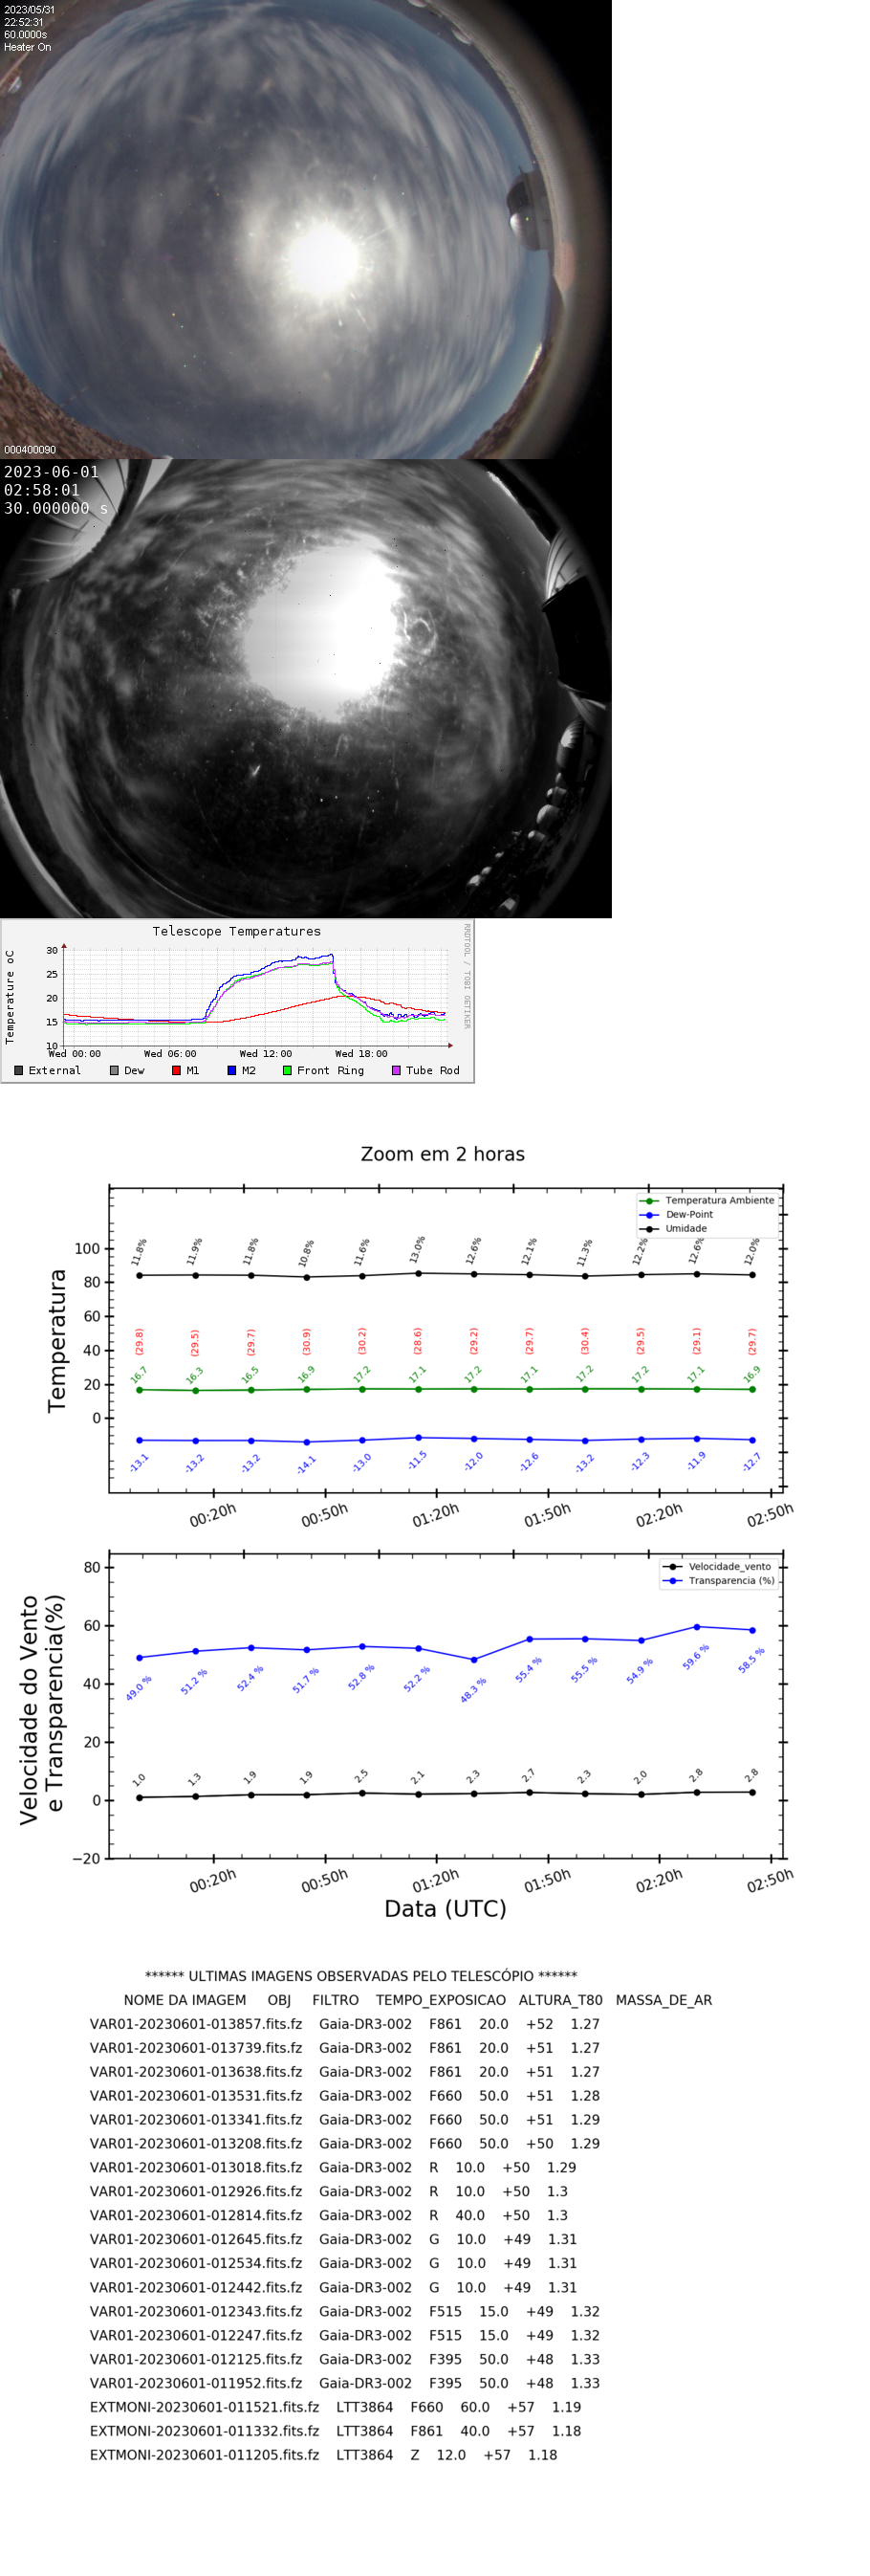 2023/05/31
22:52:31
60.0000s
Heater On
000400090
2023-06-01
02:58:01
30.000000 s
Telescope Temperatures
RRDTOOL / TOBI OETIKER
Temperature oC
30
25
20
15
10
Wed 00:00 Wed 06:00 Wed 12:00 Wed 18:00
External Dew M1 M2 Front Ring Tube Rod
Zoom em 2 horas
Temperatura Ambiente
Dew-Point
Umidade
Temperatura
100
80
60
40
20
0
11.8% 11.9% 11.8% 10.8% 11.6% 13.0% 12.6% 12.1% 11.3% 12.2% 12.6% 12.0%
(29.8) (29.5) (29.7) (30.9) (30.2) (28.6) (29.2) (29.7) (30.4) (29.5) (29.1) (29.7)
16.7 16.3 16.5 16.9 17.2 17.1 17.2 17.1 17.2 17.2 17.1 16.9
-13.1 -13.2 -13.2 -14.1 -13.0 -11.5 -12.0 -12.6 -13.2 -12.3 -11.9 -12.7
00:20h 00:50h 01:20h 01:50h 02:20h 02:50h
Velocidade_vento
Transparencia (%)
Velocidade do Vento
e Transparencia(%)
80
60
40
20
0
−20
49.0 % 51.2 % 52.4 % 51.7 % 52.8 % 52.2 % 48.3 % 55.4 % 55.5 % 54.9 % 59.6 % 58.5 %
1.0 1.3 1.9 1.9 2.5 2.1 2.3 2.7 2.3 2.0 2.8 2.8
00:20h 00:50h 01:20h 01:50h 02:20h 02:50h
Data (UTC)
****** ULTIMAS IMAGENS OBSERVADAS PELO TELESCÓPIO ******
NOME DA IMAGEM OBJ FILTRO TEMPO_EXPOSICAO ALTURA_T80 MASSA_DE_AR
VAR01-20230601-013857.fits.fz Gaia-DR3-002 F861 20.0 +52 1.27
VAR01-20230601-013739.fits.fz Gaia-DR3-002 F861 20.0 +51 1.27
VAR01-20230601-013638.fits.fz Gaia-DR3-002 F861 20.0 +51 1.27
VAR01-20230601-013531.fits.fz Gaia-DR3-002 F660 50.0 +51 1.28
VAR01-20230601-013341.fits.fz Gaia-DR3-002 F660 50.0 +51 1.29
VAR01-20230601-013208.fits.fz Gaia-DR3-002 F660 50.0 +50 1.29
VAR01-20230601-013018.fits.fz Gaia-DR3-002 R 10.0 +50 1.29
VAR01-20230601-012926.fits.fz Gaia-DR3-002 R 10.0 +50 1.3
VAR01-20230601-012814.fits.fz Gaia-DR3-002 R 40.0 +50 1.3
VAR01-20230601-012645.fits.fz Gaia-DR3-002 G 10.0 +49 1.31
VAR01-20230601-012534.fits.fz Gaia-DR3-002 G 10.0 +49 1.31
VAR01-20230601-012442.fits.fz Gaia-DR3-002 G 10.0 +49 1.31
VAR01-20230601-012343.fits.fz Gaia-DR3-002 F515 15.0 +49 1.32
VAR01-20230601-012247.fits.fz Gaia-DR3-002 F515 15.0 +49 1.32
VAR01-20230601-012125.fits.fz Gaia-DR3-002 F395 50.0 +48 1.33
VAR01-20230601-011952.fits.fz Gaia-DR3-002 F395 50.0 +48 1.33
EXTMONI-20230601-011521.fits.fz LTT3864 F660 60.0 +57 1.19
EXTMONI-20230601-011332.fits.fz LTT3864 F861 40.0 +57 1.18
EXTMONI-20230601-011205.fits.fz LTT3864 Z 12.0 +57 1.18